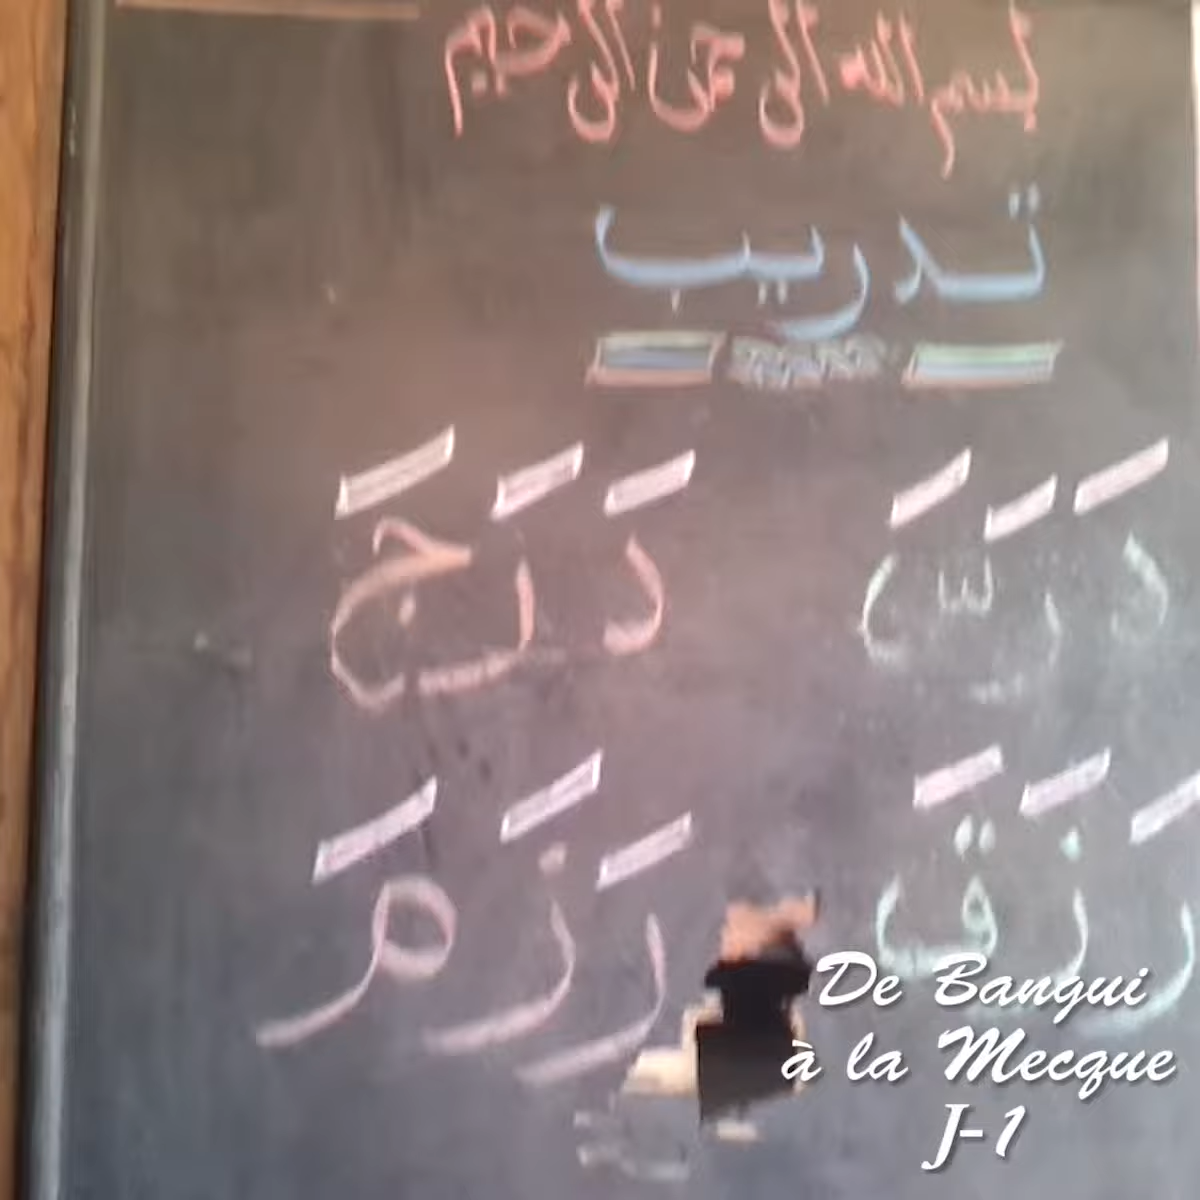 بسم الله الرحمن الرحيم
تدريب
دَرَسَ دَرَجَ
رَزَقَ رَزَمَ
De Bangui
à la Mecque
J-1